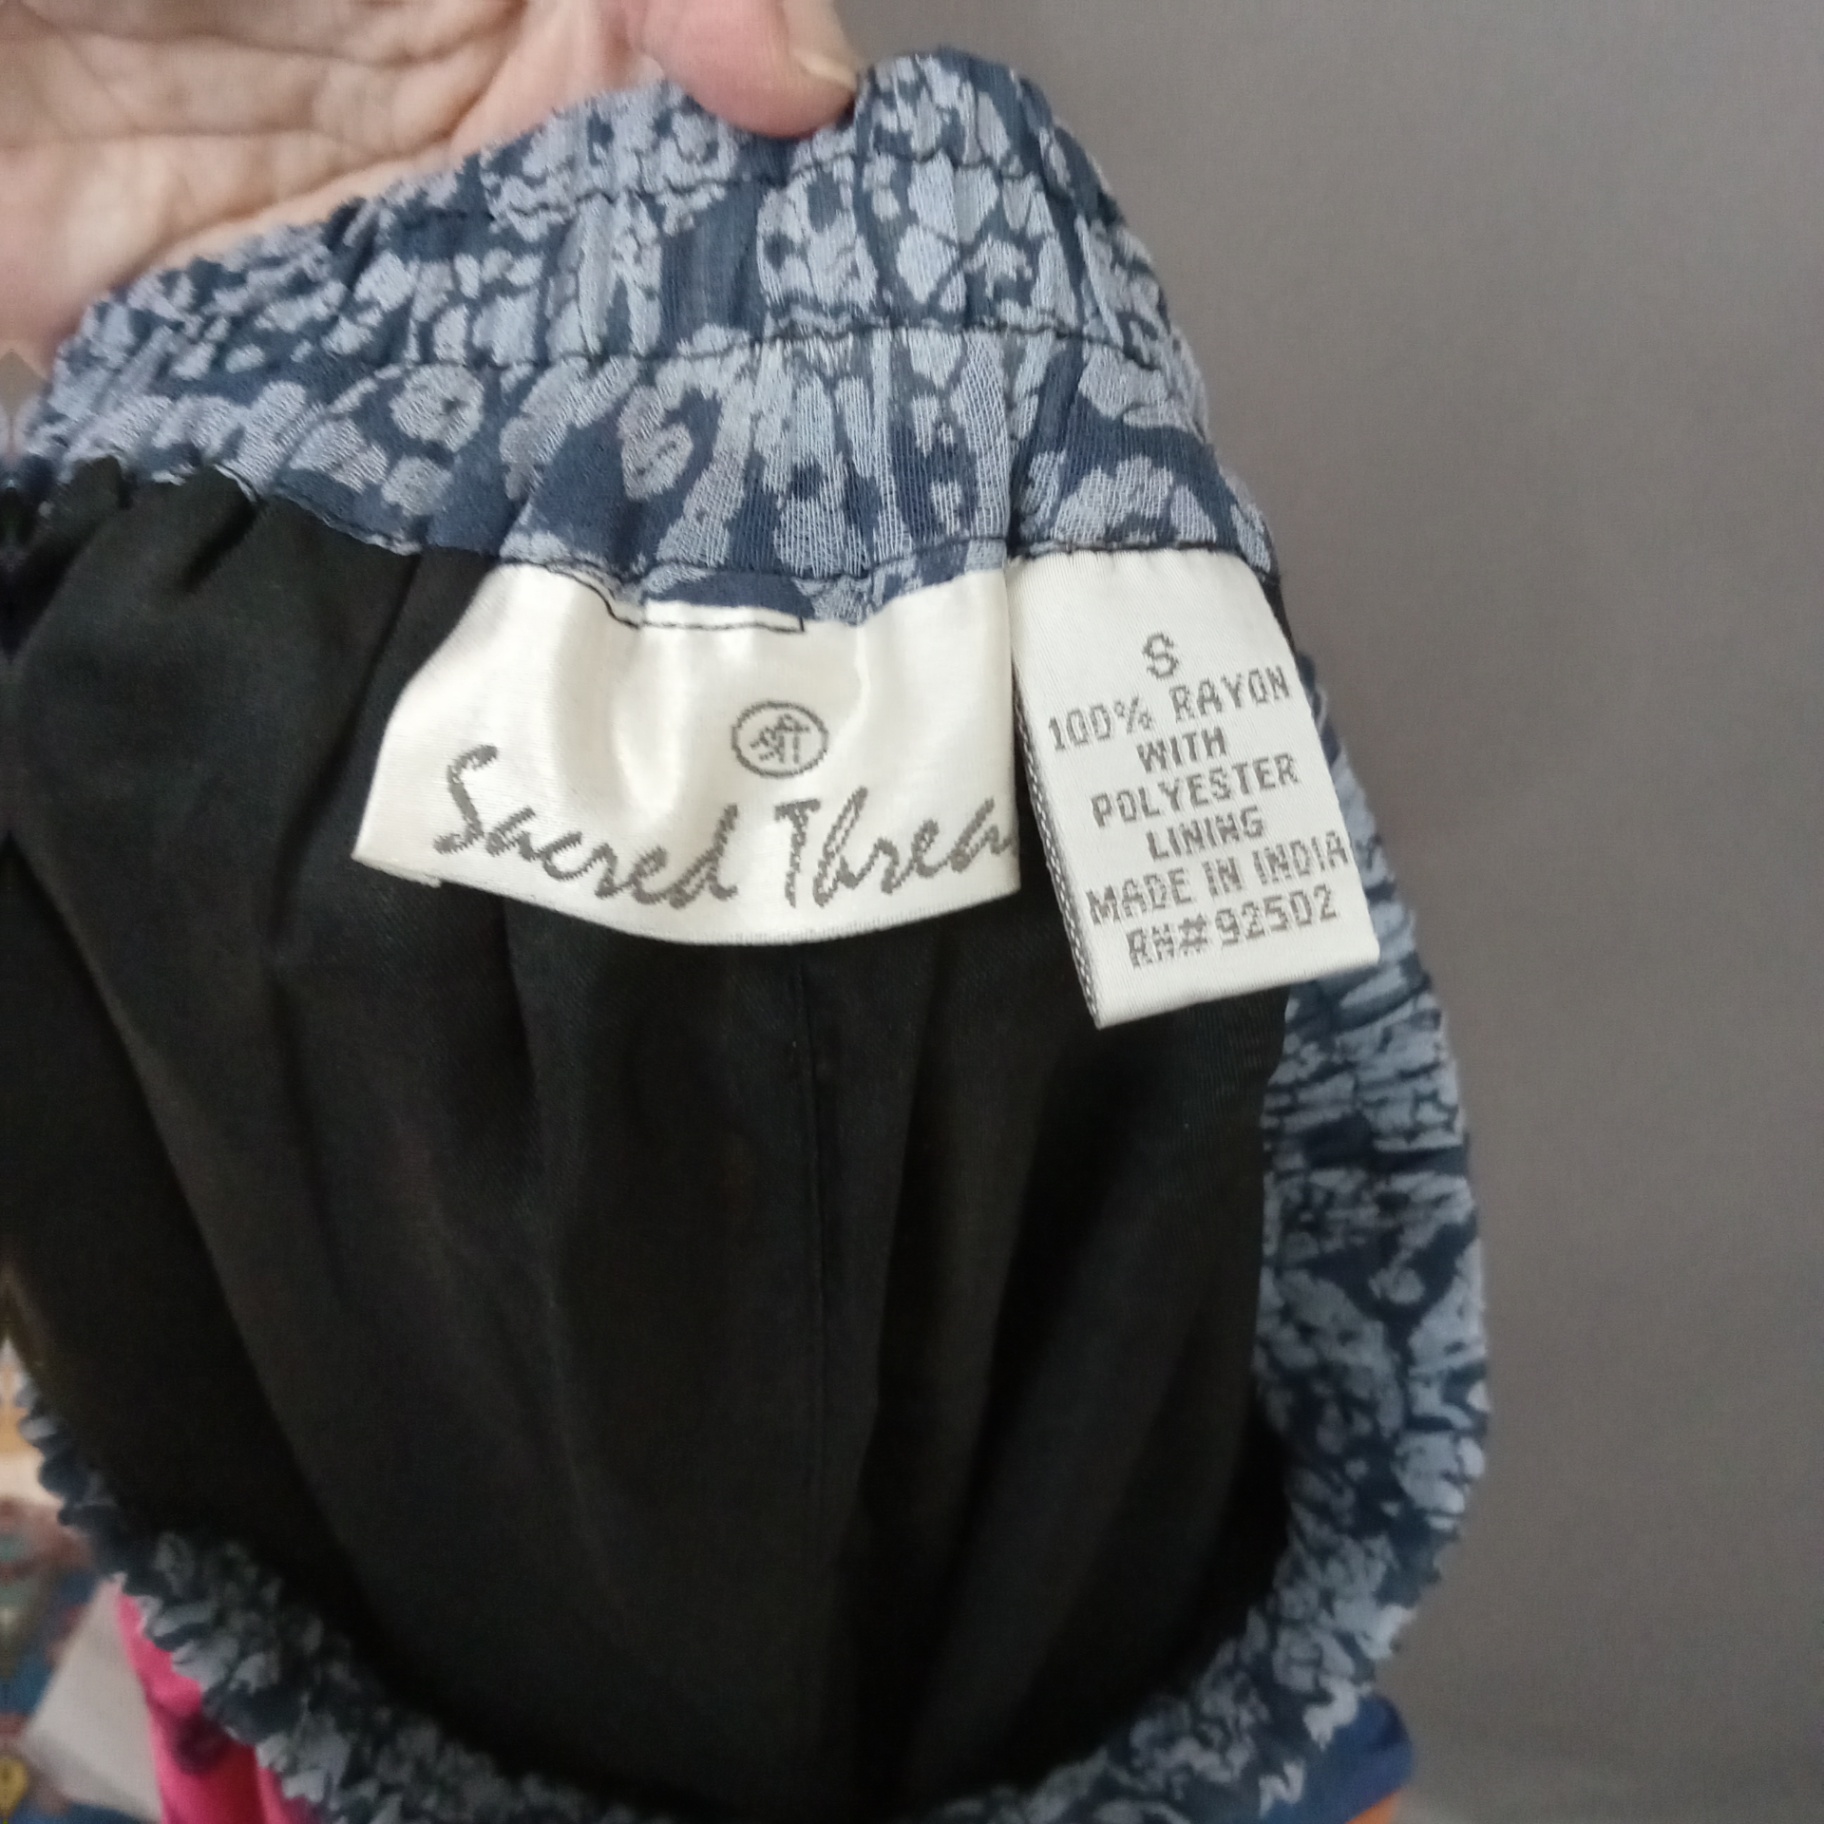 श्री
Sacred Threa
S
100% RAYON
WITH
POLYESTER
LINING
MADE IN INDIA
RN# 92502